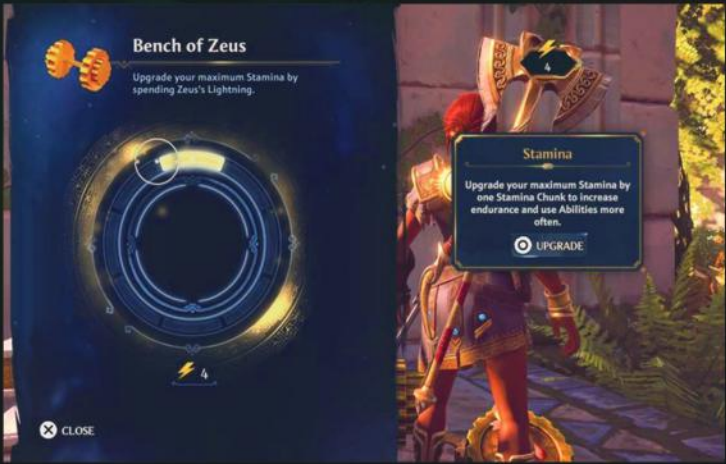 Bench of Zeus
Upgrade your maximum Stamina by
spending Zeus's Lightning.
4
CLOSE
4
Stamina
Upgrade your maximum Stamina by
one Stamina Chunk to increase
endurance and use Abilities more
often.
UPGRADE